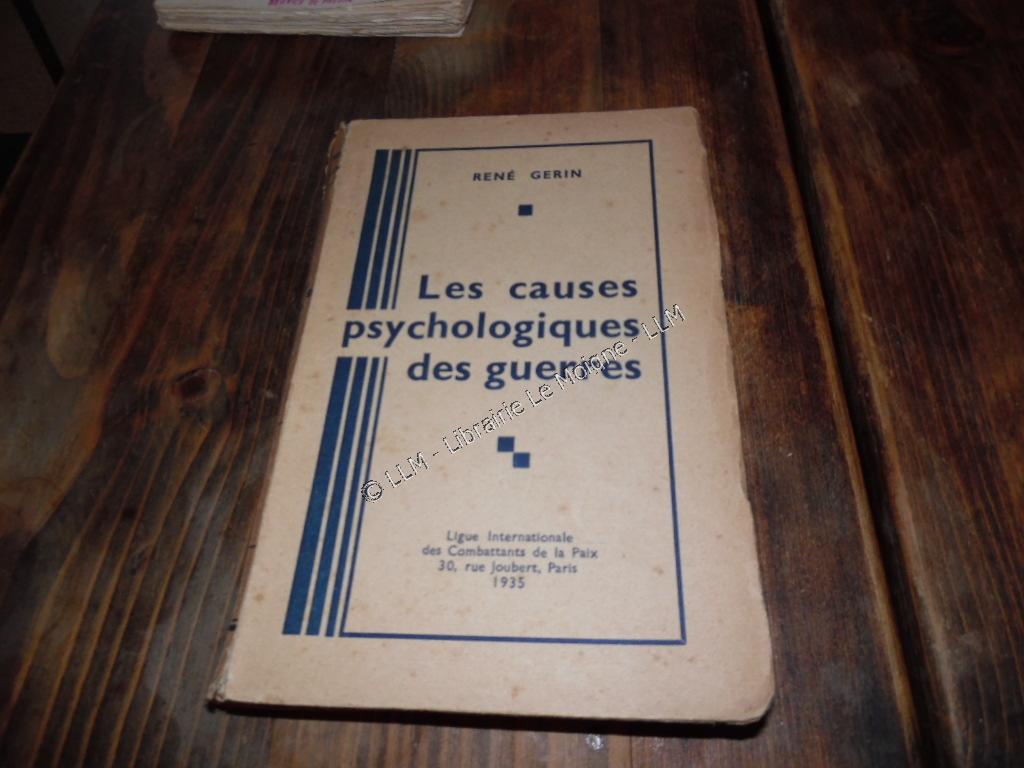 RENÉ GERIN
Les causes
psychologiques
des guerres
© LLM - Librairie Le Moigne - LLM
Ligue Internationale
des Combattants de la Paix
30, rue Joubert, Paris
1935